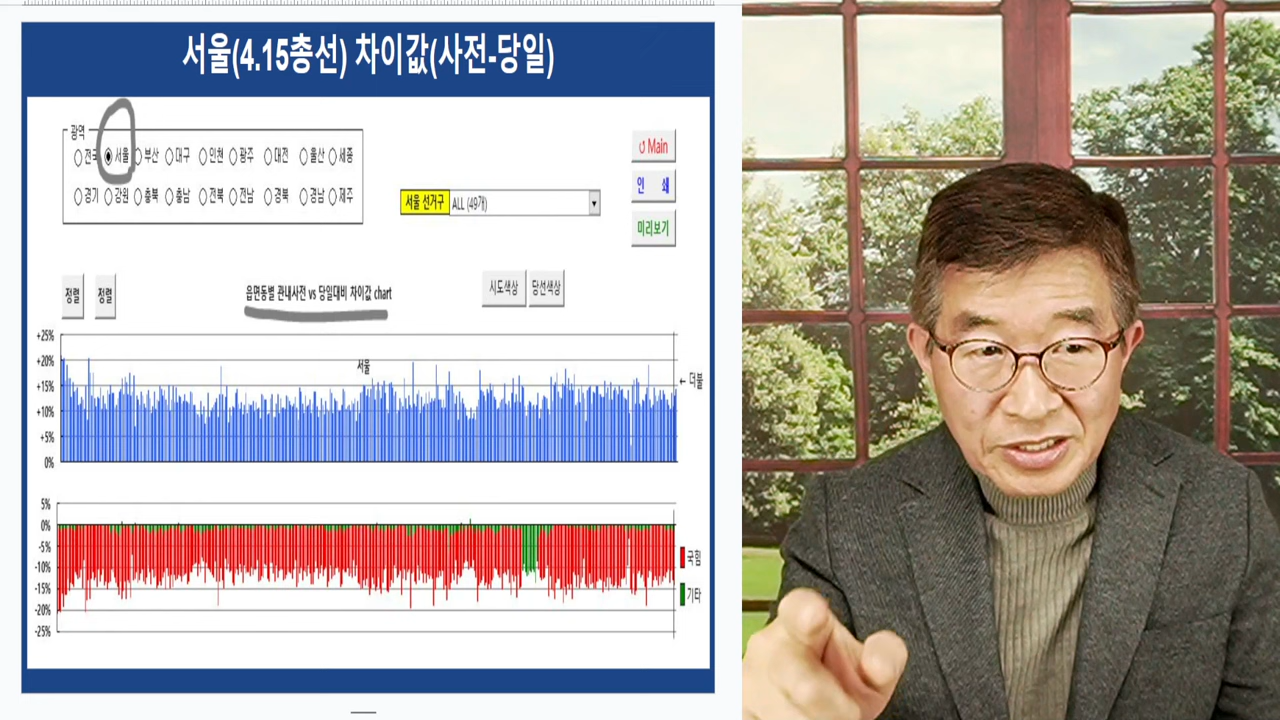 서울(4.15총선) 차이값(사전-당일)
광역
전국 서울 부산 대구 인천 광주 대전 울산 세종
경기 강원 충북 충남 전북 전남 경북 경남 제주
서울 선거구 ALL (49개)
↺ Main
인 쇄
미리보기
정렬 정렬
읍면동별 관내사전 vs 당일대비 차이값 chart
시도색상 당선색상
+25%
+20%
+15%
+10%
+5%
0%
서울
← 더불
5%
0%
-5%
-10%
-15%
-20%
-25%
국힘
기타